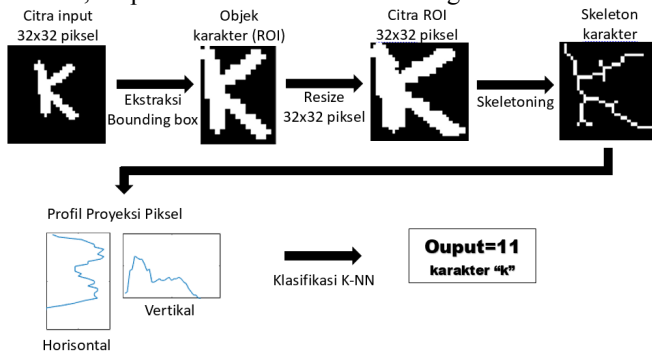 Citra input
32x32 piksel
Objek
karakter (ROI)
Citra ROI
32x32 piksel
Skeleton
karakter
Ekstraksi
Bounding box
Resize
32x32 piksel
Skeletoning
Profil Proyeksi Piksel
Horisontal
Vertikal
Klasifikasi K-NN
Ouput=11
karakter “k”